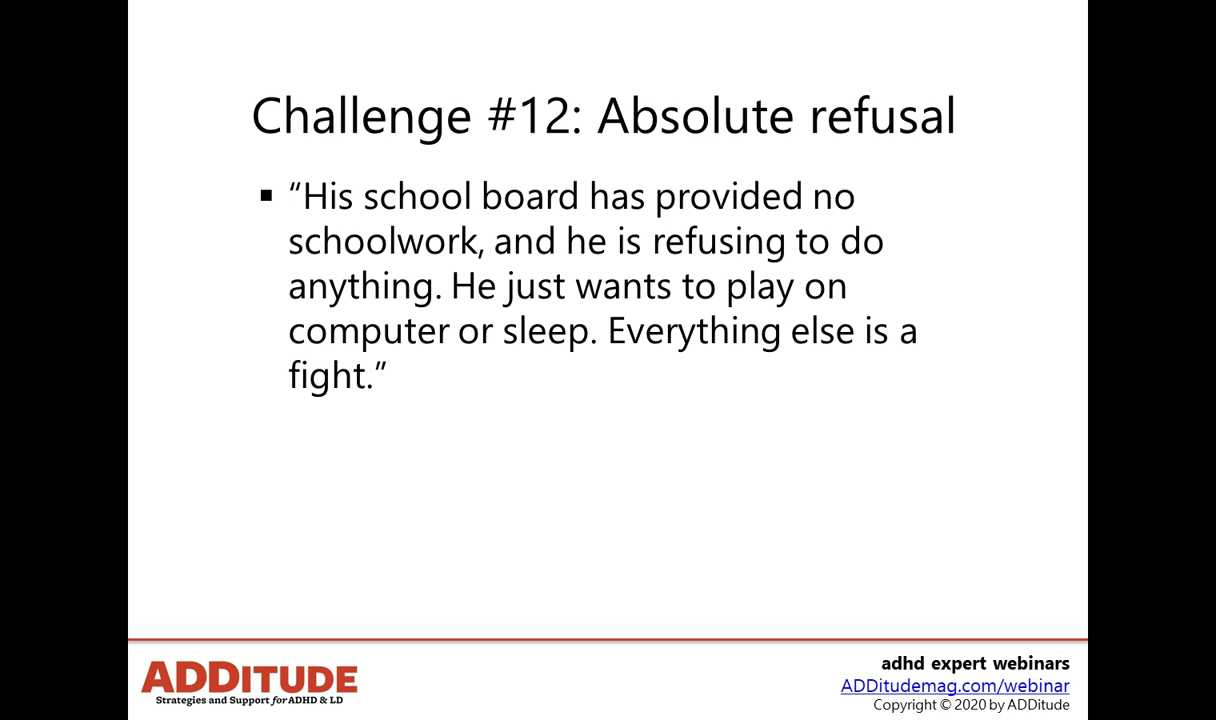 Challenge #12: Absolute refusal
▪ “His school board has provided no
schoolwork, and he is refusing to do
anything. He just wants to play on
computer or sleep. Everything else is a
fight.”
ADDITUDE
Strategies and Support for ADHD & LD
adhd expert webinars
ADDitudemag.com/webinar
Copyright © 2020 by ADDitude